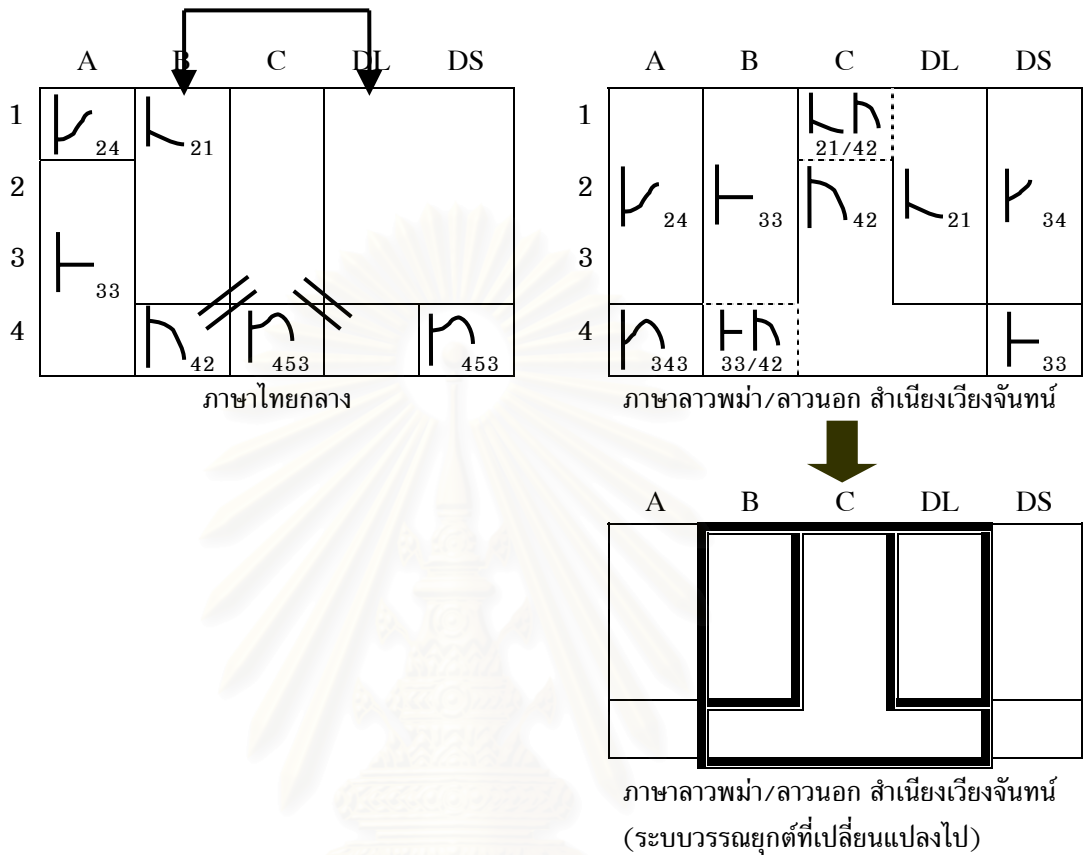 A B C DL DS
1 24 21
2
3 33
4 42 453 453
ภาษาไทยกลาง
A B C DL DS
1 21/42
2 24 33 42 21 34
3
4 343 33/42 33
ภาษาลาวพม่า/ลาวนอก สำเนียงเวียงจันทน์
A B C DL DS
ภาษาลาวพม่า/ลาวนอก สำเนียงเวียงจันทน์
(ระบบวรรณยุกต์ที่เปลี่ยนแปลงไป)